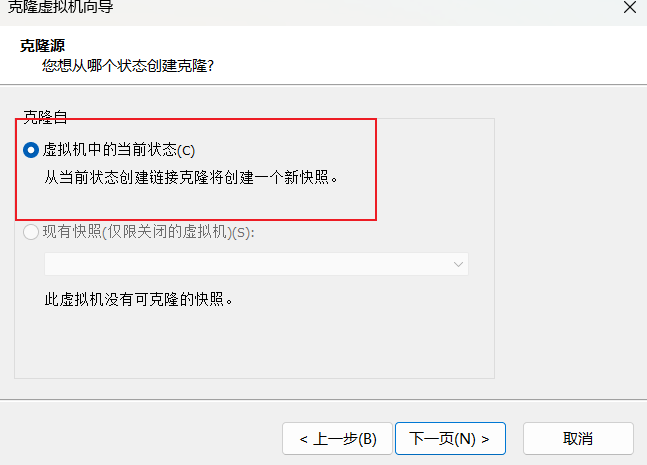 克隆虚拟机向导
克隆源
您想从哪个状态创建克隆?
克隆自
虚拟机中的当前状态(C)
从当前状态创建链接克隆将创建一个新快照。
现有快照(仅限关闭的虚拟机)(S):
此虚拟机没有可克隆的快照。
< 上一步(B) 下一页(N) > 取消